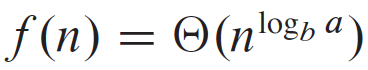 f(n) = Θ(n^{log_b a})